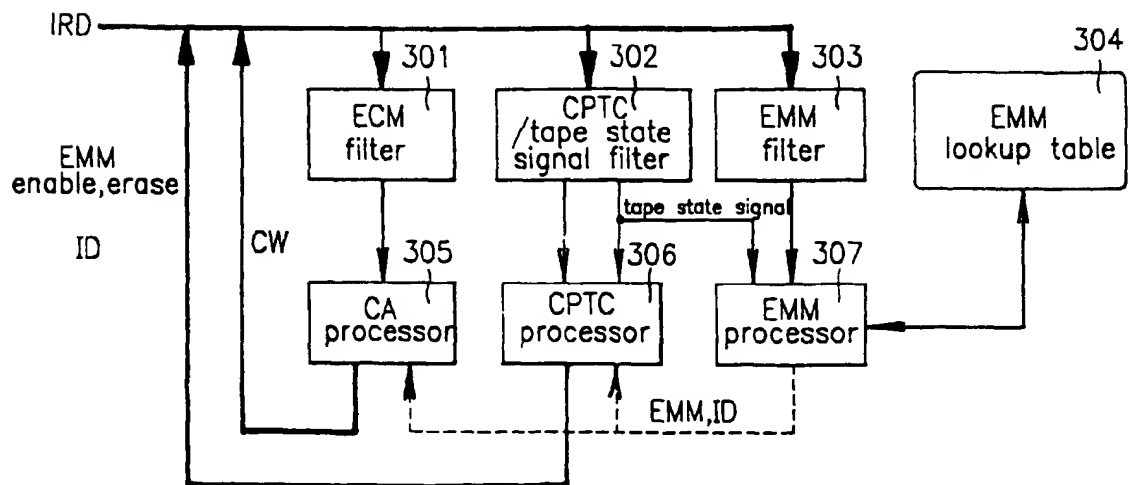 IRD
301
302
303
304
ECM
filter
CPTC
/tape state
signal filter
EMM
filter
EMM
lookup table
EMM
enable,erase
ID
CW
tape state signal
305
306
307
CA
processor
CPTC
processor
EMM
processor
EMM,ID